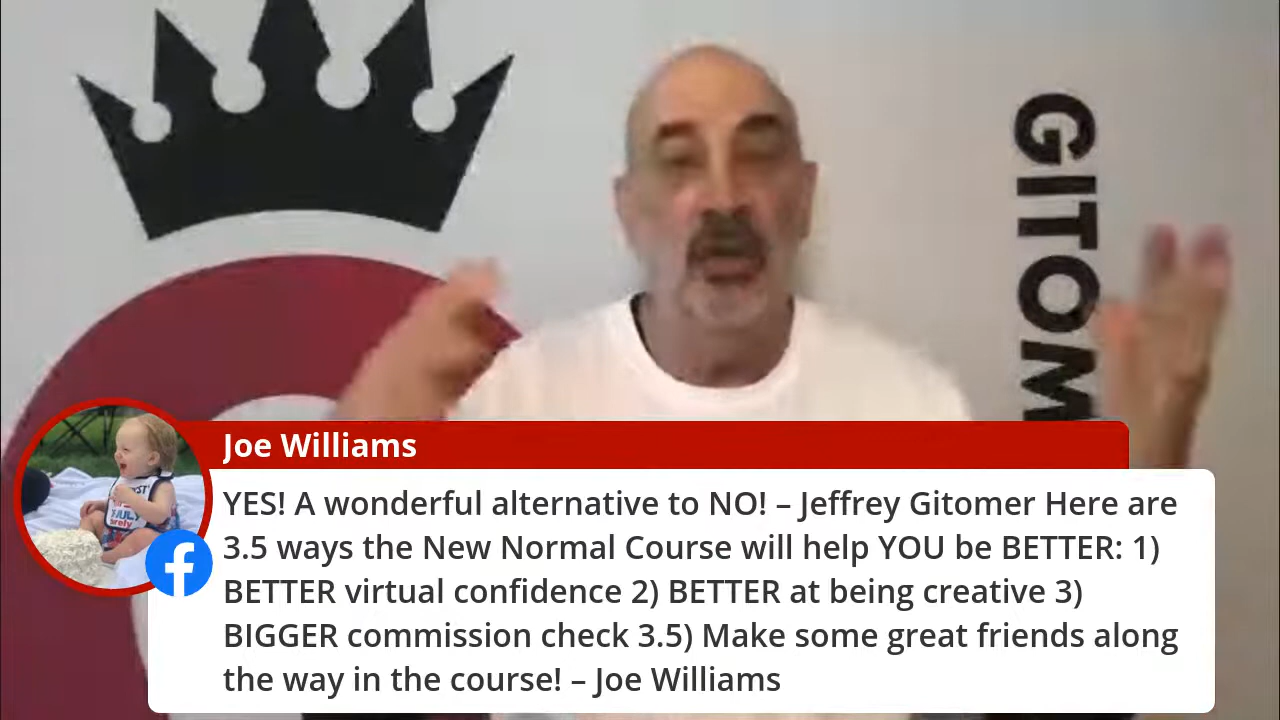 GITOM
Joe Williams
YES! A wonderful alternative to NO! – Jeffrey Gitomer Here are
3.5 ways the New Normal Course will help YOU be BETTER: 1)
BETTER virtual confidence 2) BETTER at being creative 3)
BIGGER commission check 3.5) Make some great friends along
the way in the course! – Joe Williams